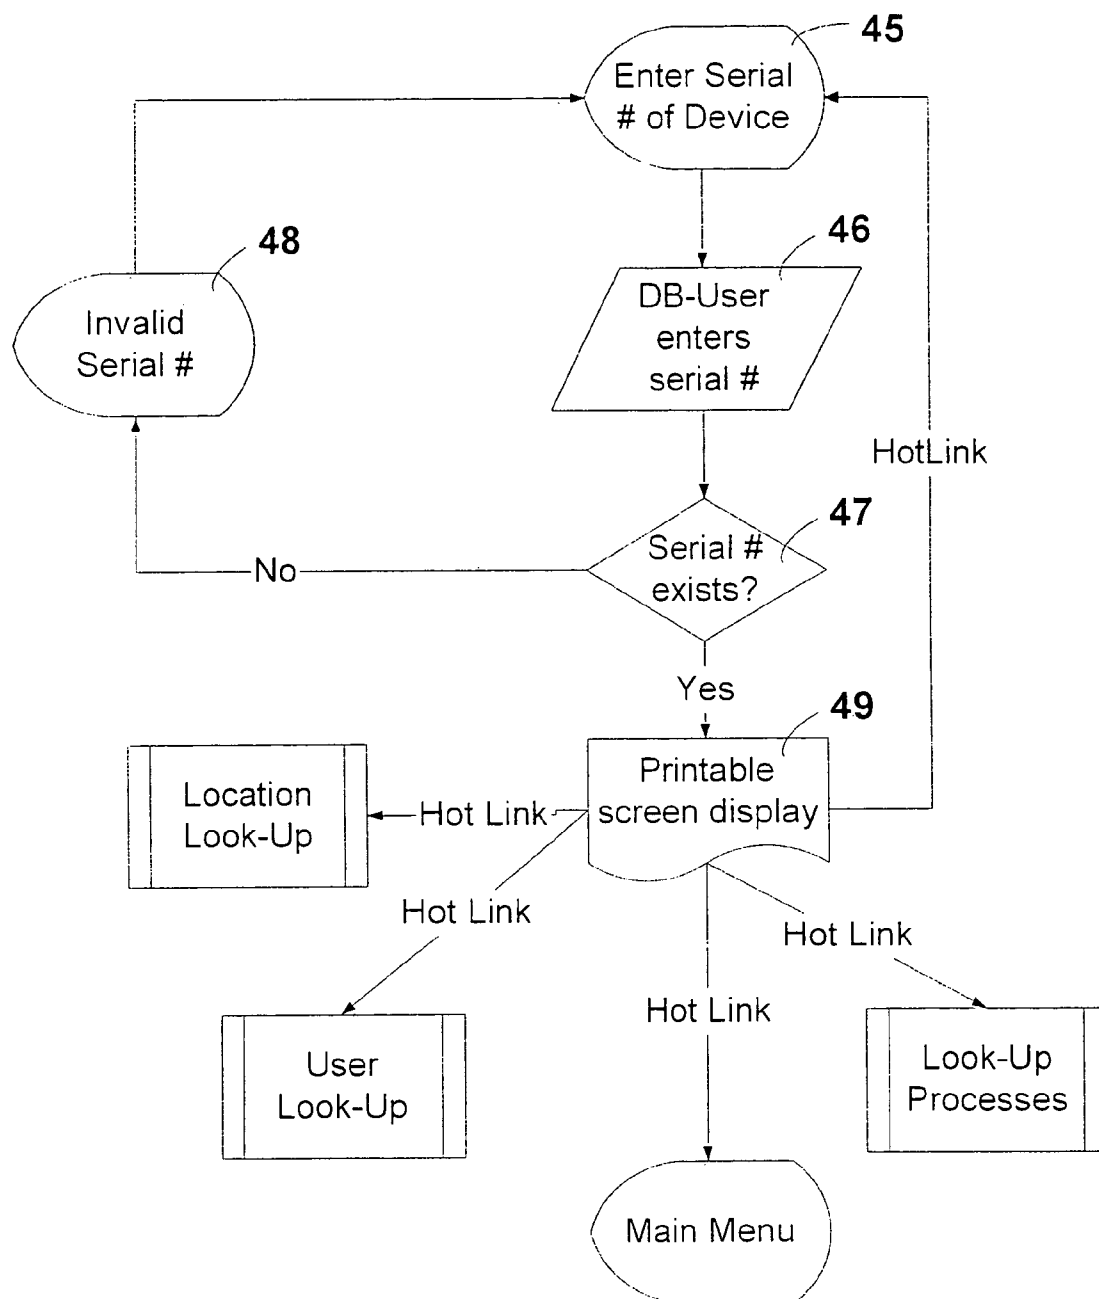 45
Enter Serial
# of Device
46
DB-User
enters
serial #
48
Invalid
Serial #
HotLink
47
Serial #
exists?
No
Yes
49
Printable
screen display
Location
Look-Up
Hot Link
Hot Link
Hot Link
Hot Link
User
Look-Up
Look-Up
Processes
Main Menu